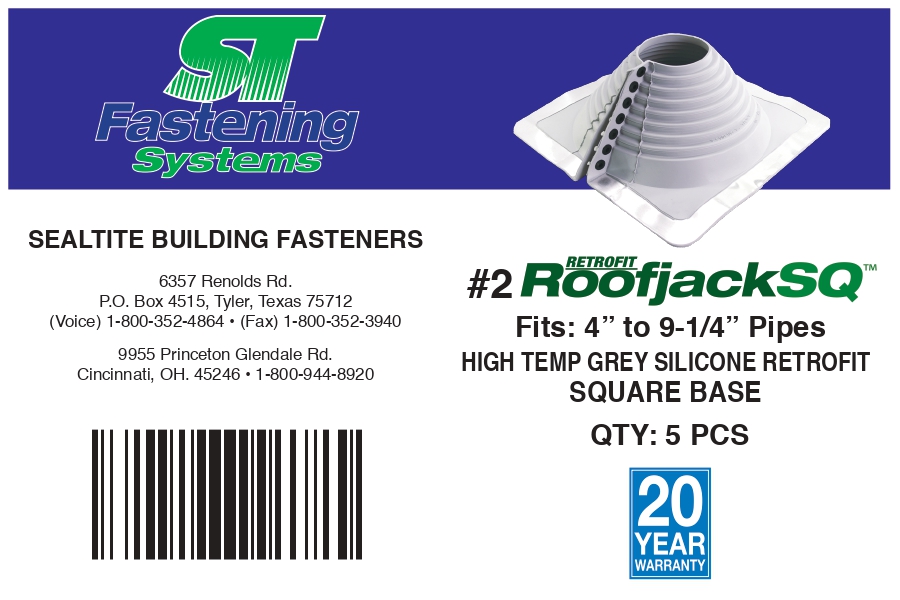 ST
Fastening
Systems
SEALTITE BUILDING FASTENERS
6357 Renolds Rd.
P.O. Box 4515, Tyler, Texas 75712
(Voice) 1-800-352-4864 • (Fax) 1-800-352-3940
9955 Princeton Glendale Rd.
Cincinnati, OH. 45246 • 1-800-944-8920
RETROFIT
#2 RoofjackSQ™
Fits: 4” to 9-1/4” Pipes
HIGH TEMP GREY SILICONE RETROFIT
SQUARE BASE
QTY: 5 PCS
20
YEAR
WARRANTY